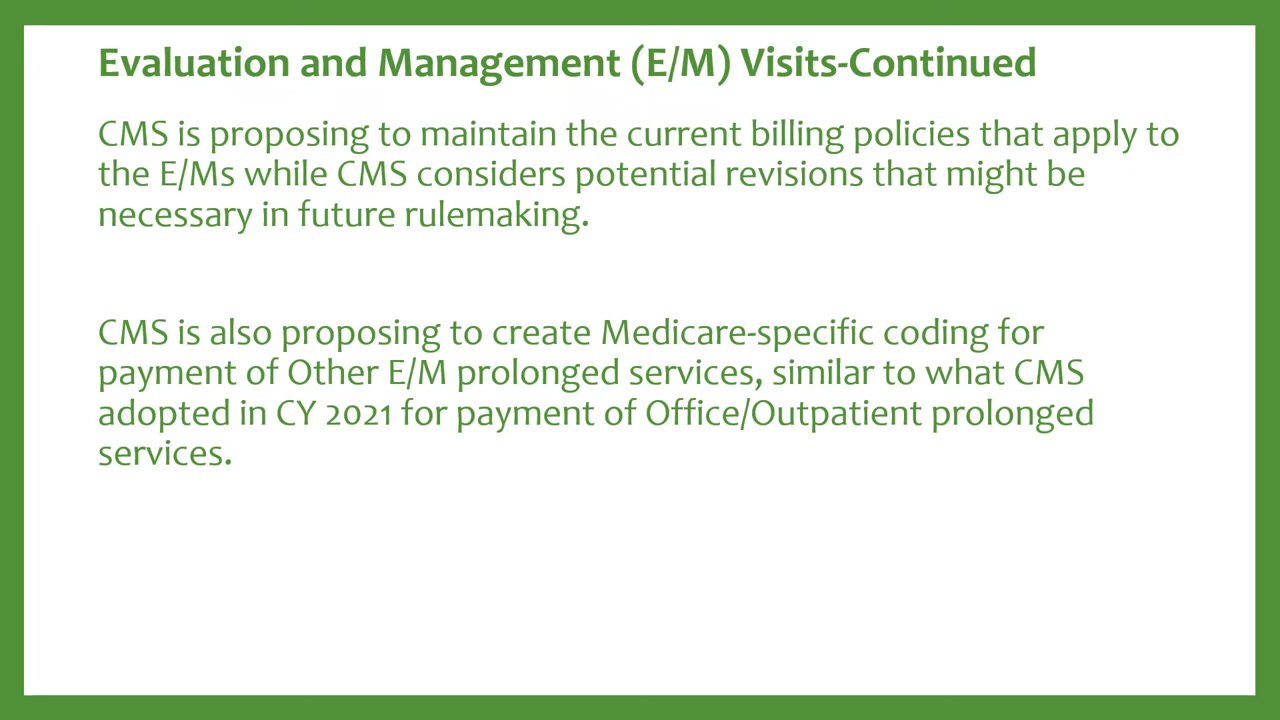 Evaluation and Management (E/M) Visits-Continued
CMS is proposing to maintain the current billing policies that apply to
the E/Ms while CMS considers potential revisions that might be
necessary in future rulemaking.
CMS is also proposing to create Medicare-specific coding for
payment of Other E/M prolonged services, similar to what CMS
adopted in CY 2021 for payment of Office/Outpatient prolonged
services.